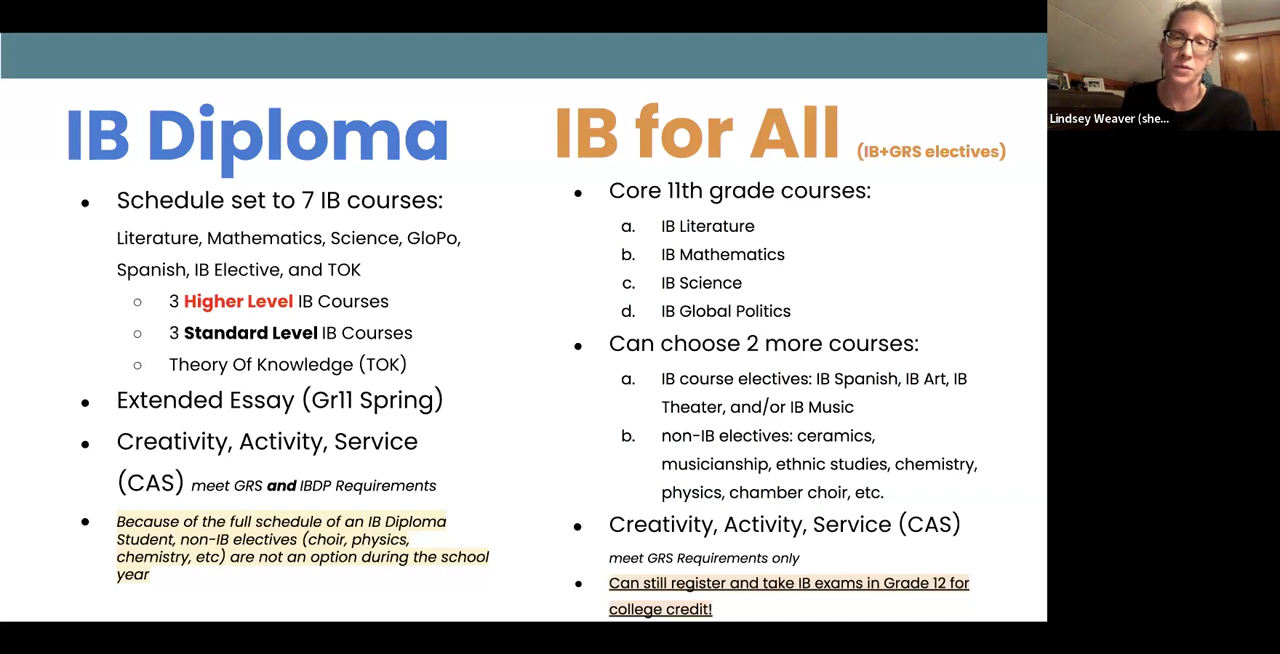 IB Diploma
• Schedule set to 7 IB courses:
Literature, Mathematics, Science, GloPo,
Spanish, IB Elective, and TOK
○ 3 Higher Level IB Courses
○ 3 Standard Level IB Courses
○ Theory Of Knowledge (TOK)
• Extended Essay (Gr11 Spring)
• Creativity, Activity, Service
(CAS) meet GRS and IBDP Requirements
• Because of the full schedule of an IB Diploma
Student, non-IB electives (choir, physics,
chemistry, etc) are not an option during the school
year
IB for All (IB+GRS electives)
• Core 11th grade courses:
a. IB Literature
b. IB Mathematics
c. IB Science
d. IB Global Politics
• Can choose 2 more courses:
a. IB course electives: IB Spanish, IB Art, IB
Theater, and/or IB Music
b. non-IB electives: ceramics,
musicianship, ethnic studies, chemistry,
physics, chamber choir, etc.
• Creativity, Activity, Service (CAS)
meet GRS Requirements only
• Can still register and take IB exams in Grade 12 for
college credit!
Lindsey Weaver (she...